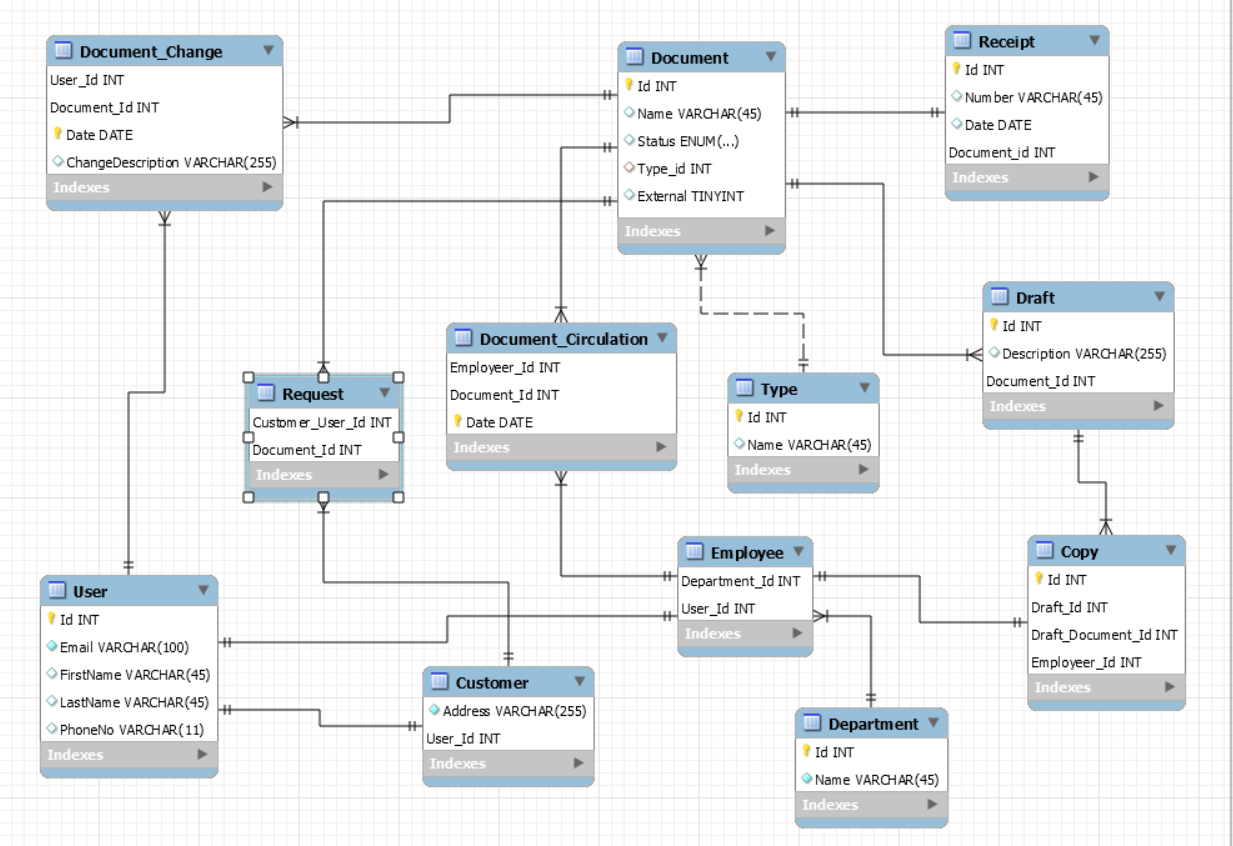 Document_Change
User_Id INT
Document_Id INT
Date DATE
ChangeDescription VARCHAR(255)
Indexes
Document
Id INT
Name VARCHAR(45)
Status ENUM(...)
Type_id INT
External TINYINT
Indexes
Receipt
Id INT
Number VARCHAR(45)
Date DATE
Document_id INT
Indexes
Draft
Id INT
Description VARCHAR(255)
Document_Id INT
Indexes
Document_Circulation
Employeer_Id INT
Document_Id INT
Date DATE
Indexes
Request
Customer_User_Id INT
Document_Id INT
Indexes
Type
Id INT
Name VARCHAR(45)
Indexes
Employee
Department_Id INT
User_Id INT
Indexes
Copy
Id INT
Draft_Id INT
Draft_Document_Id INT
Employeer_Id INT
Indexes
User
Id INT
Email VARCHAR(100)
FirstName VARCHAR(45)
LastName VARCHAR(45)
PhoneNo VARCHAR(11)
Indexes
Customer
Address VARCHAR(255)
User_Id INT
Indexes
Department
Id INT
Name VARCHAR(45)
Indexes